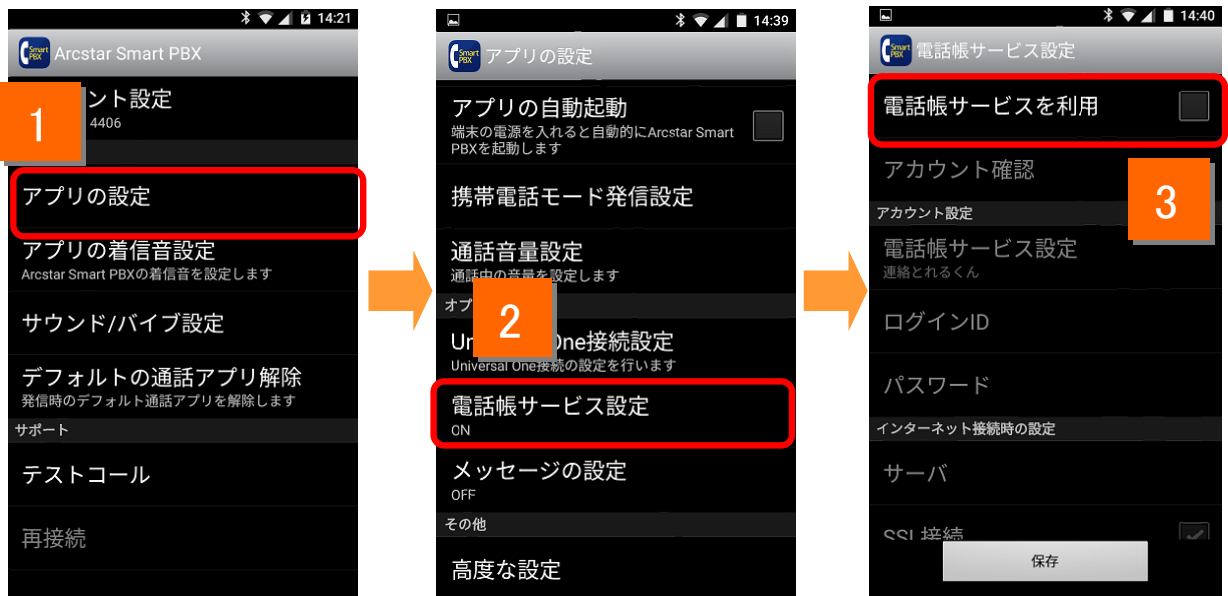 14:21
Smart PBX
Arcstar Smart PBX
1
ント設定
4406
アプリの設定
アプリの着信音設定
Arcstar Smart PBXの着信音を設定します
サウンド/バイブ設定
デフォルトの通話アプリ解除
発信時のデフォルト通話アプリを解除します
サポート
テストコール
再接続
14:39
Smart PBX
アプリの設定
アプリの自動起動
端末の電源を入れると自動的にArcstar Smart
PBXを起動します
携帯電話モード発信設定
通話音量設定
通話中の音量を設定します
オプ
2
Un One接続設定
Universal One接続の設定を行います
電話帳サービス設定
ON
メッセージの設定
OFF
その他
高度な設定
14:40
Smart PBX
電話帳サービス設定
電話帳サービスを利用
アカウント確認
3
アカウント設定
電話帳サービス設定
連絡とれるくん
ログインID
パスワード
インターネット接続時の設定
サーバ
SSL接続
保存